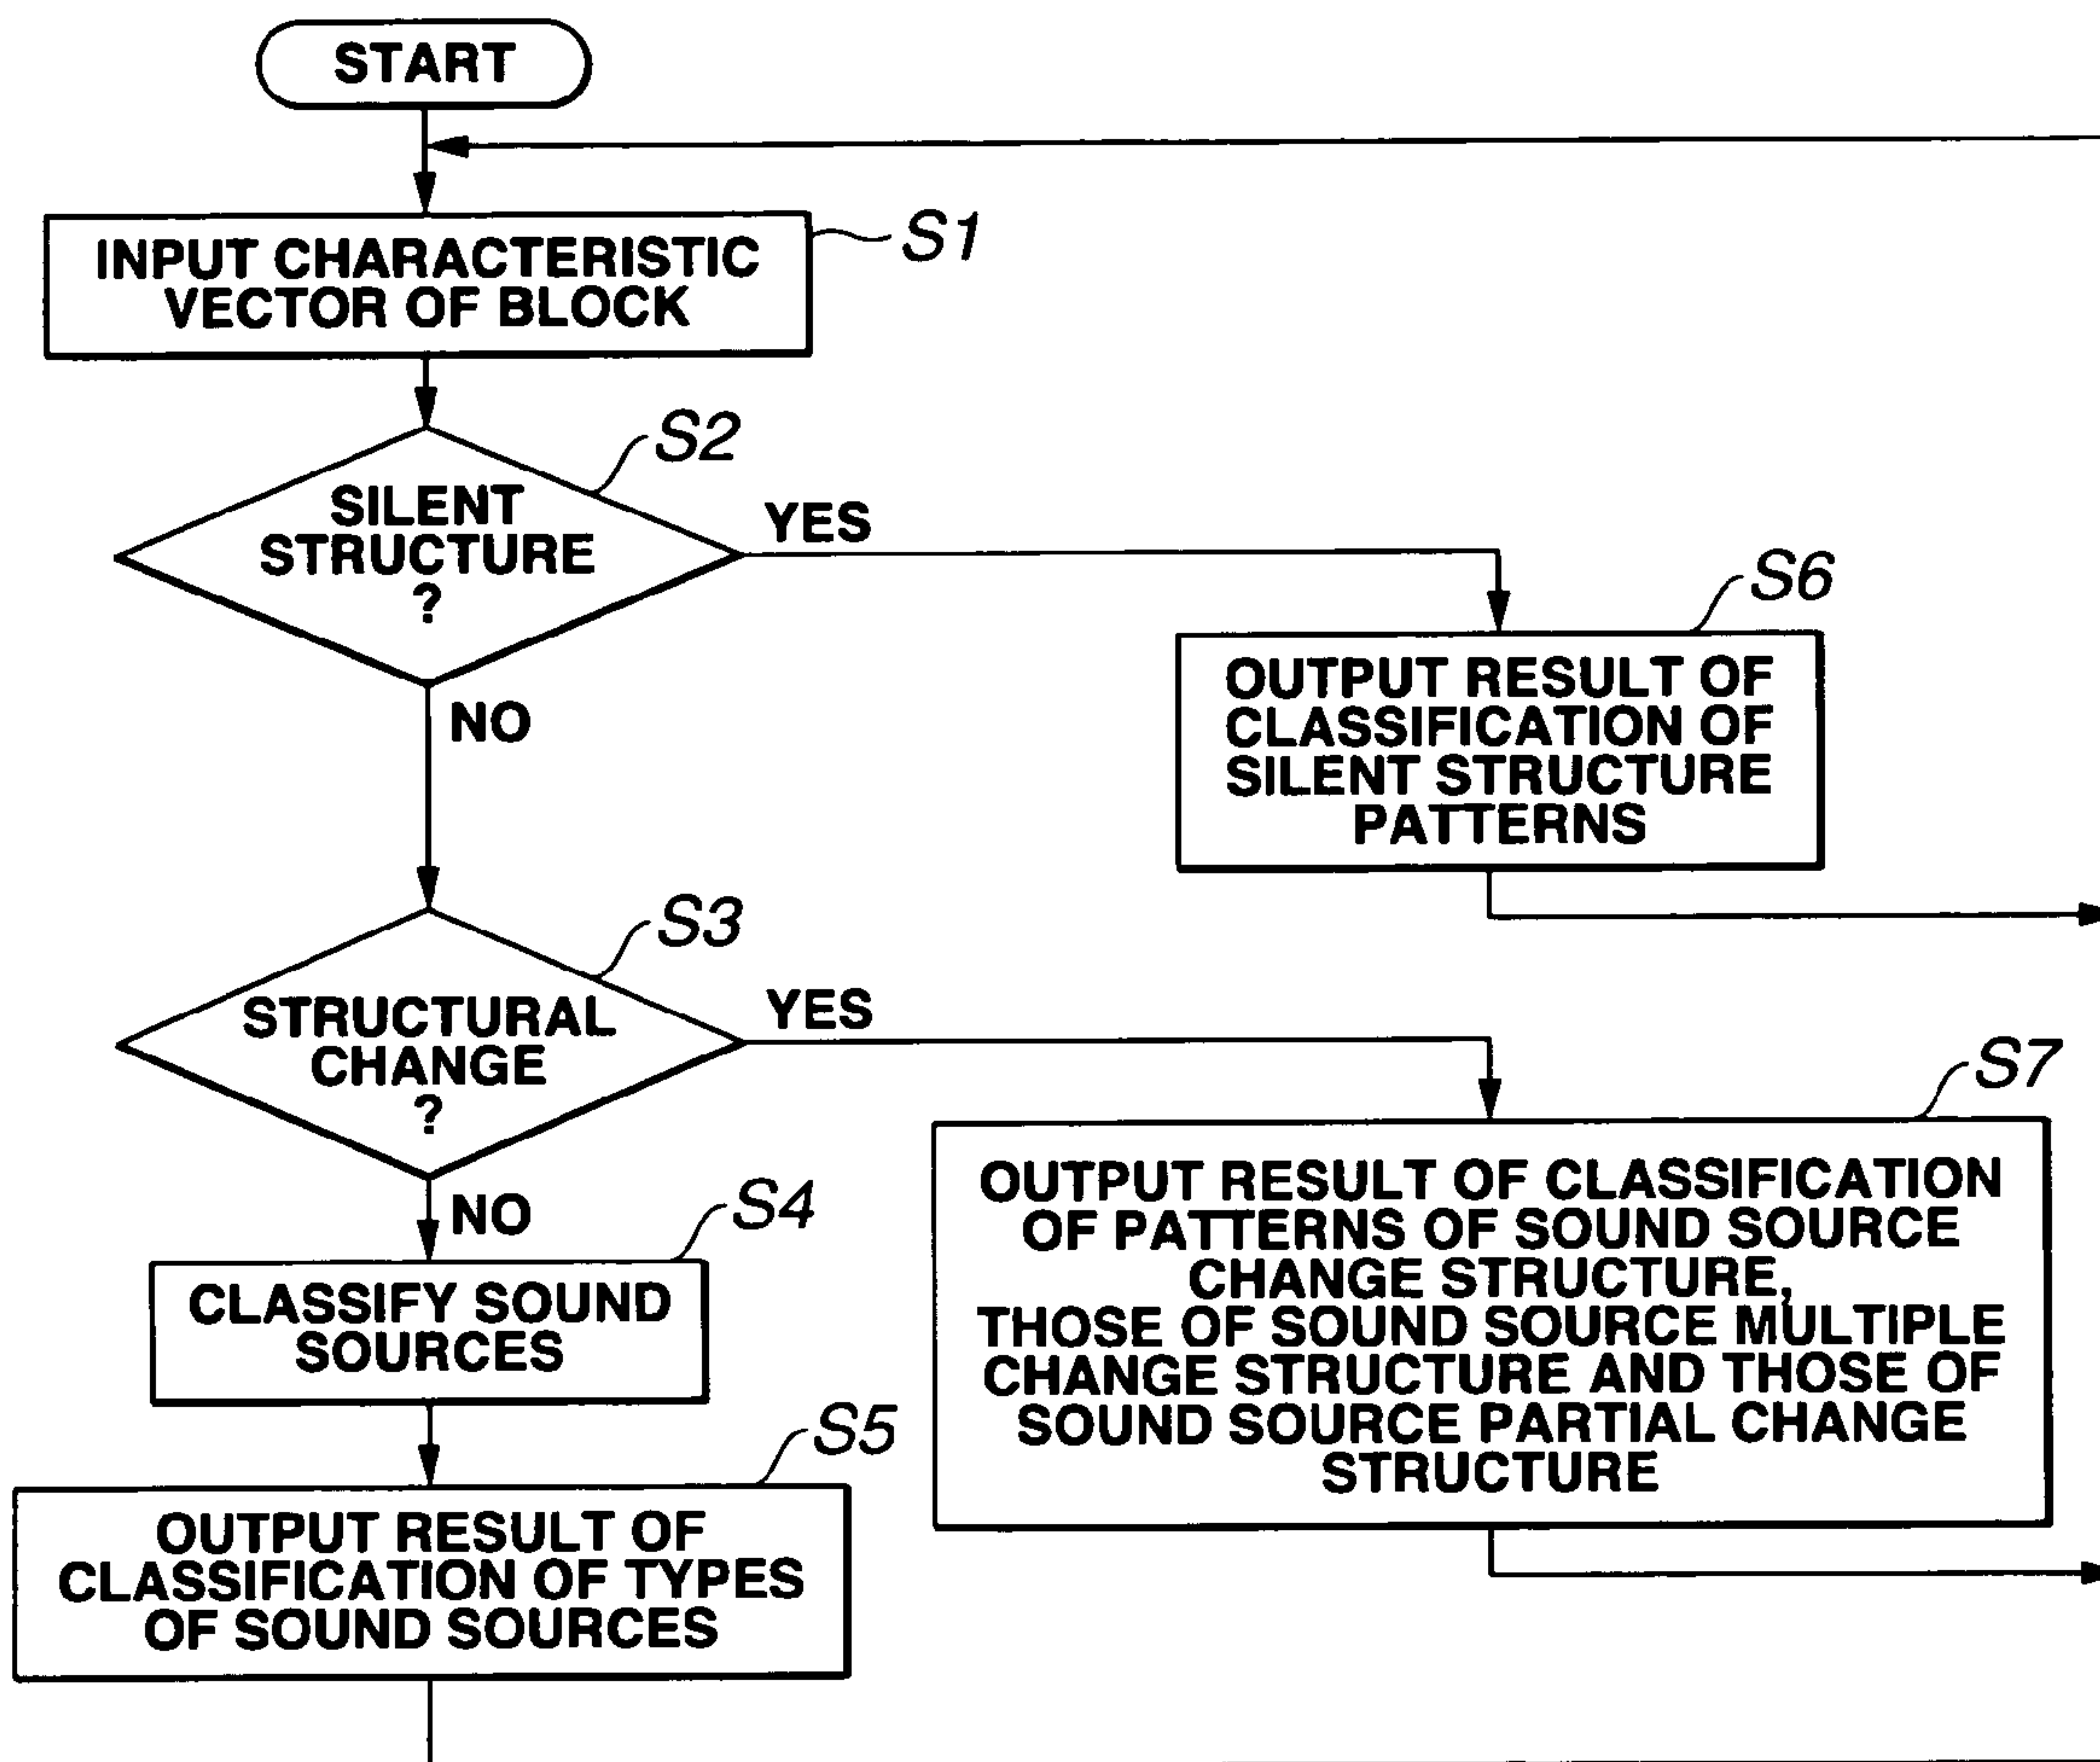 START
INPUT CHARACTERISTIC
VECTOR OF BLOCK
S1
SILENT
STRUCTURE
?
S2
YES
NO
S6
OUTPUT RESULT OF
CLASSIFICATION OF
SILENT STRUCTURE
PATTERNS
STRUCTURAL
CHANGE
?
S3
YES
NO
S7
OUTPUT RESULT OF CLASSIFICATION
OF PATTERNS OF SOUND SOURCE
CHANGE STRUCTURE,
THOSE OF SOUND SOURCE MULTIPLE
CHANGE STRUCTURE AND THOSE OF
SOUND SOURCE PARTIAL CHANGE
STRUCTURE
S4
CLASSIFY SOUND
SOURCES
S5
OUTPUT RESULT OF
CLASSIFICATION OF TYPES
OF SOUND SOURCES